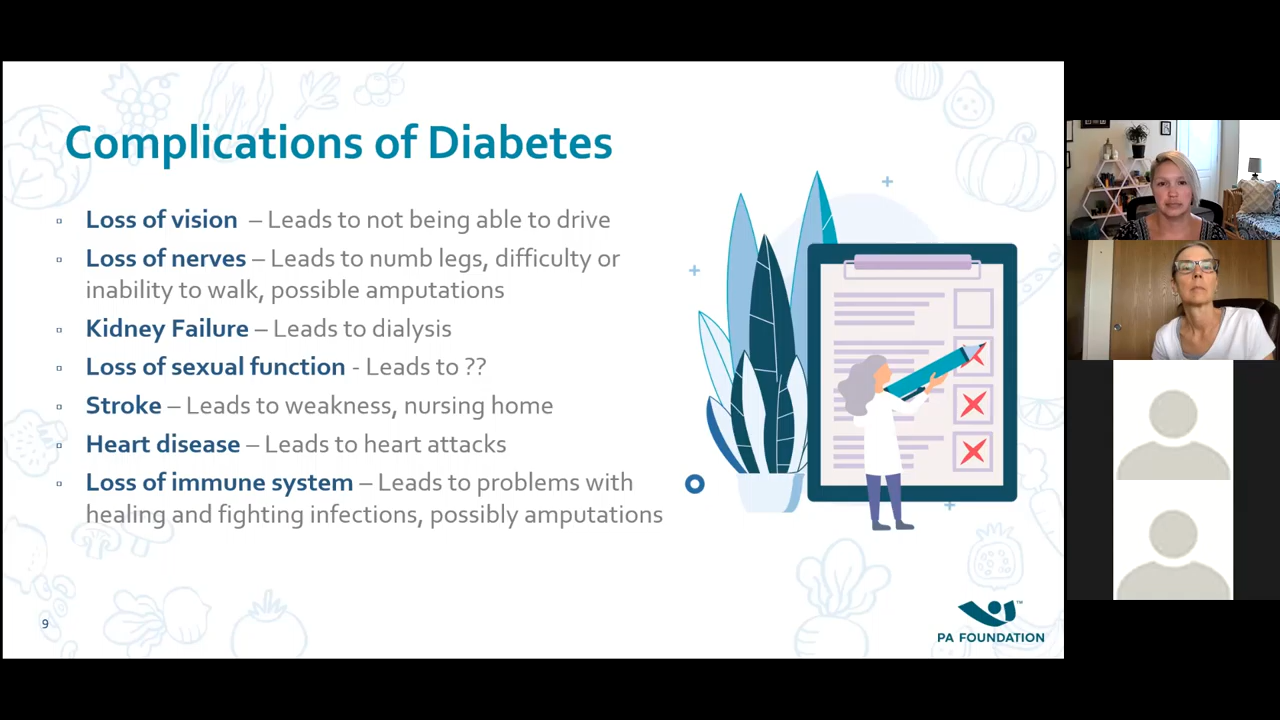 Complications of Diabetes
▫ Loss of vision – Leads to not being able to drive
▫ Loss of nerves – Leads to numb legs, difficulty or
inability to walk, possible amputations
▫ Kidney Failure – Leads to dialysis
▫ Loss of sexual function - Leads to ??
▫ Stroke – Leads to weakness, nursing home
▫ Heart disease – Leads to heart attacks
▫ Loss of immune system – Leads to problems with
healing and fighting infections, possibly amputations
9
TM
PA FOUNDATION